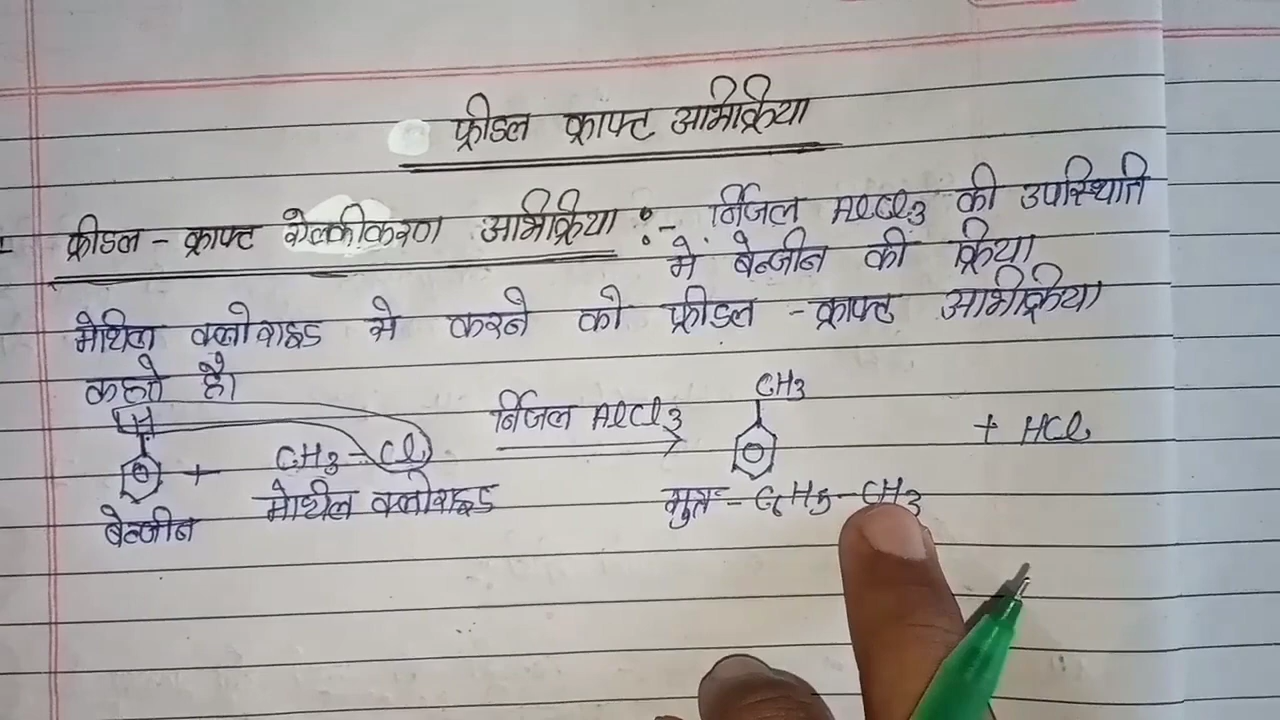 फ्रीडल क्राफ्ट अभिक्रिया
फ्रीडल - क्राफ्ट ऐल्कीकरण अभिक्रिया :- निर्जल AlCl3 की उपस्थिति
में बेन्जीन की क्रिया
मेथिल क्लोराइड से करने को फ्रीडल - क्राफ्ट अभिक्रिया
कहते है।
H CH3
निर्जल AlCl3
+ CH3 - Cl + HCl
बेन्जीन मेथिल क्लोराइड सुत्र - C6H5 - CH3